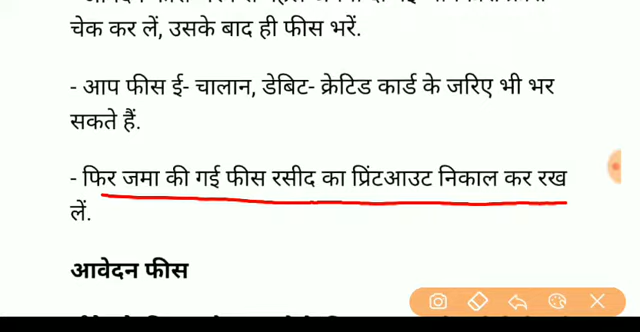 चेक कर लें, उसके बाद ही फीस भरें.
- आप फीस ई- चालान, डेबिट- क्रेटिड कार्ड के जरिए भी भर
सकते हैं.
- फिर जमा की गई फीस रसीद का प्रिंटआउट निकाल कर रख
लें.
आवेदन फीस